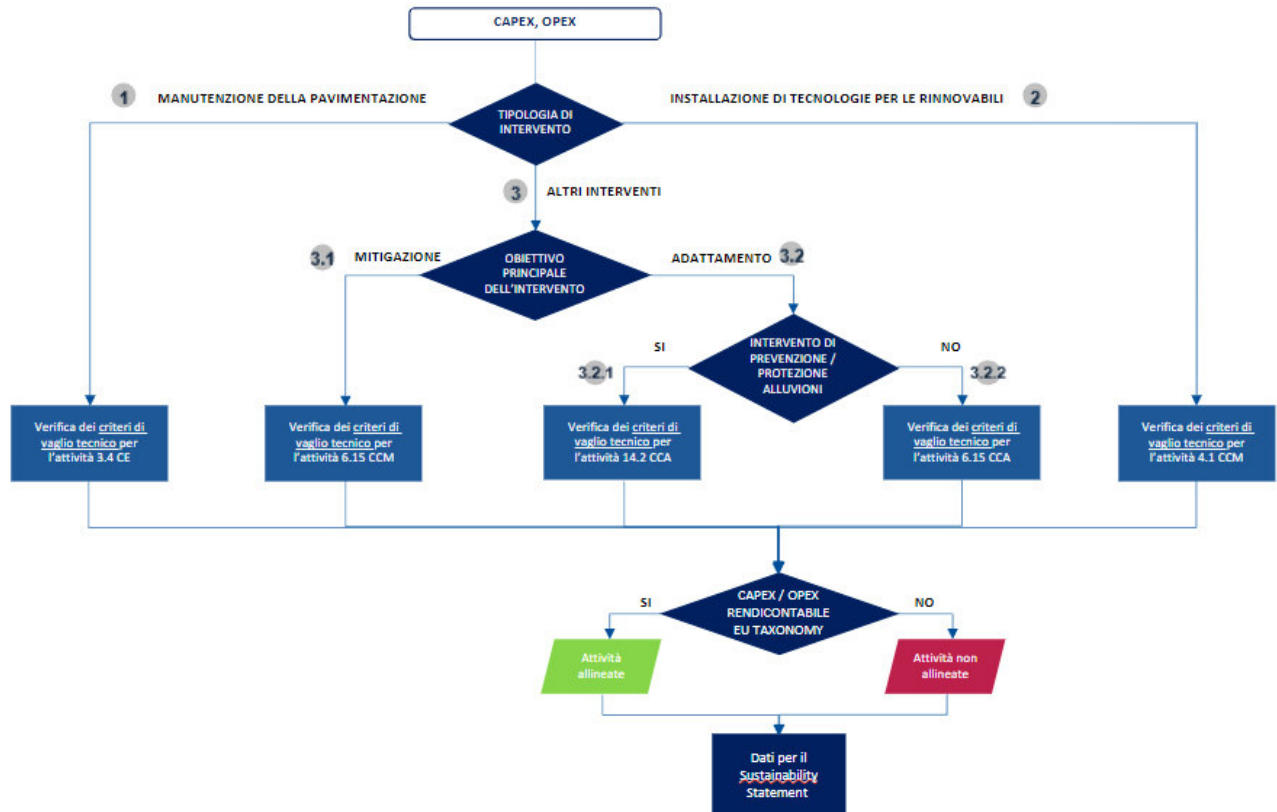 CAPEX, OPEX
1 MANUTENZIONE DELLA PAVIMENTAZIONE
INSTALLAZIONE DI TECNOLOGIE PER LE RINNOVABILI 2
TIPOLOGIA DI
INTERVENTO
3 ALTRI INTERVENTI
3.1 MITIGAZIONE
OBIETTIVO
PRINCIPALE
DELL'INTERVENTO
ADATTAMENTO 3.2
SI
INTERVENTO DI
PREVENZIONE /
PROTEZIONE
ALLUVIONI
NO
3.2.1
3.2.2
Verifica dei criteri di
vaglio tecnico per
l'attività 3.4 CE
Verifica dei criteri di
vaglio tecnico per
l'attività 6.15 CCM
Verifica dei criteri di
vaglio tecnico per
l'attività 14.2 CCA
Verifica dei criteri di
vaglio tecnico per
l'attività 6.15 CCA
Verifica dei criteri di
vaglio tecnico per
l'attività 4.1 CCM
SI
CAPEX / OPEX
RENDICONTABILE
EU TAXONOMY
NO
Attività
allineate
Attività non
allineate
Dati per il
Sustainability
Statement